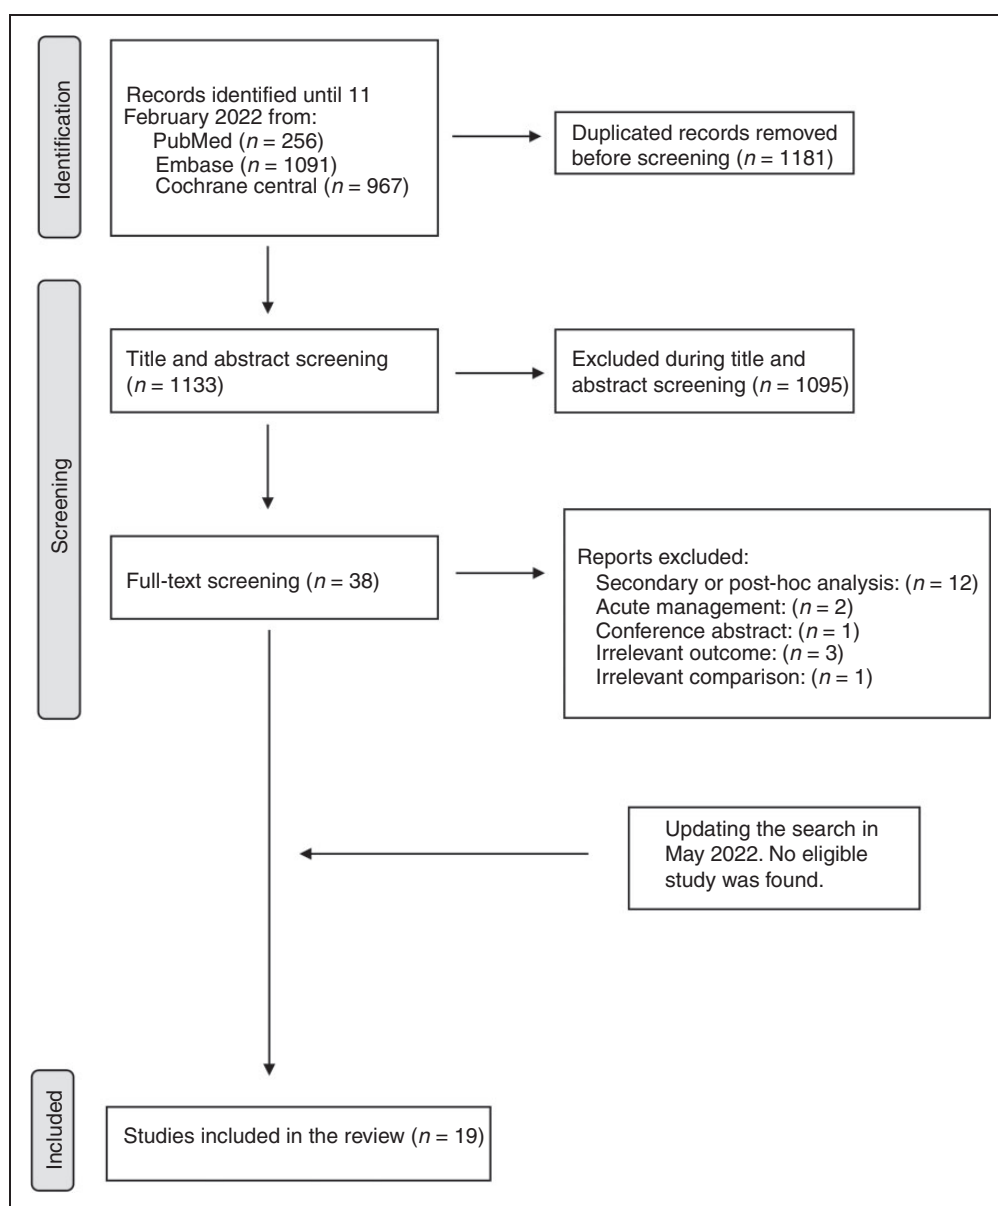 Identification
Records identified until 11
February 2022 from:
PubMed (n = 256)
Embase (n = 1091)
Cochrane central (n = 967)
Duplicated records removed
before screening (n = 1181)
Screening
Title and abstract screening
(n = 1133)
Excluded during title and
abstract screening (n = 1095)
Full-text screening (n = 38)
Reports excluded:
Secondary or post-hoc analysis: (n = 12)
Acute management: (n = 2)
Conference abstract: (n = 1)
Irrelevant outcome: (n = 3)
Irrelevant comparison: (n = 1)
Updating the search in
May 2022. No eligible
study was found.
Included
Studies included in the review (n = 19)